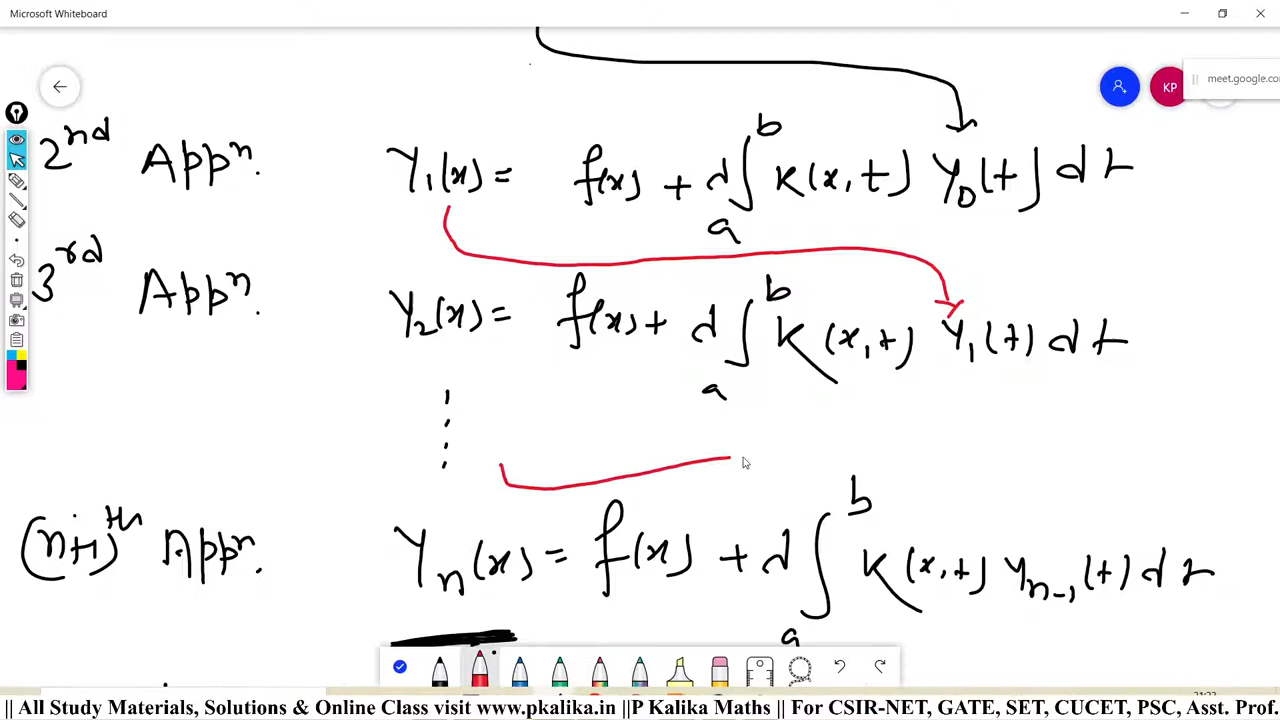 Microsoft Whiteboard
KP
meet.google.co
2nd Appn. Y1(x) = f(x) + λ∫ab K(x,t) Y0(t) dt
3rd Appn. Y2(x) = f(x) + λ∫ab K(x,t) Y1(t) dt
(n+1)th Appn. Yn(x) = f(x) + λ∫ab K(x,t) Yn-1(t) dt
|| All Study Materials, Solutions & Online Class visit www.pkalika.in ||P Kalika Maths || For CSIR-NET, GATE, SET, CUCET, PSC, Asst. Prof.